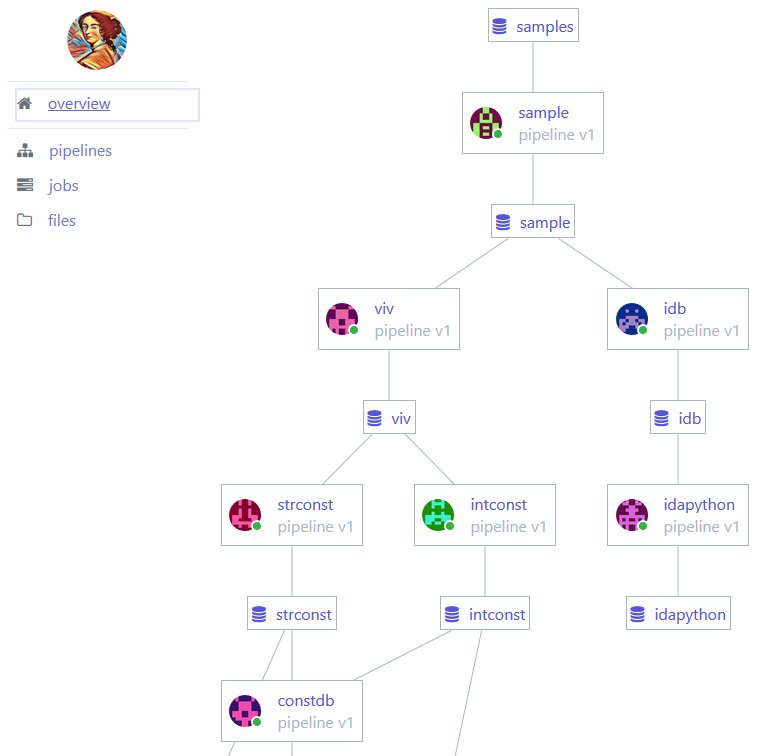 overview
pipelines
jobs
files
samples
sample
pipeline v1
sample
viv
pipeline v1
idb
pipeline v1
viv
idb
strconst
pipeline v1
intconst
pipeline v1
idapython
pipeline v1
strconst
intconst
idapython
constdb
pipeline v1